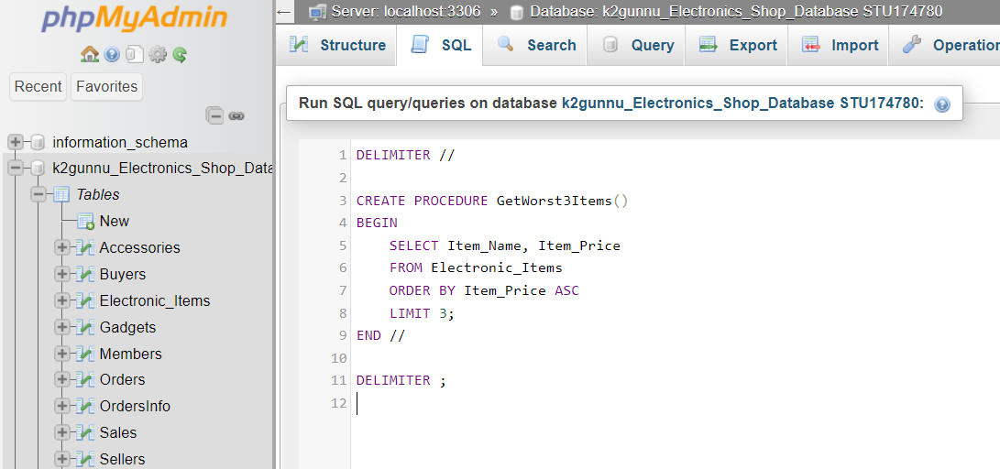 phpMyAdmin
Recent Favorites
information_schema
k2gunnu_Electronics_Shop_Data
Tables
New
Accessories
Buyers
Electronic_Items
Gadgets
Members
Orders
OrdersInfo
Sales
Sellers
Server: localhost:3306 » Database: k2gunnu_Electronics_Shop_Database STU174780
Structure SQL Search Query Export Import Operation
Run SQL query/queries on database k2gunnu_Electronics_Shop_Database STU174780:
1 DELIMITER //
2
3 CREATE PROCEDURE GetWorst3Items()
4 BEGIN
5 SELECT Item_Name, Item_Price
6 FROM Electronic_Items
7 ORDER BY Item_Price ASC
8 LIMIT 3;
9 END //
10
11 DELIMITER ;
12